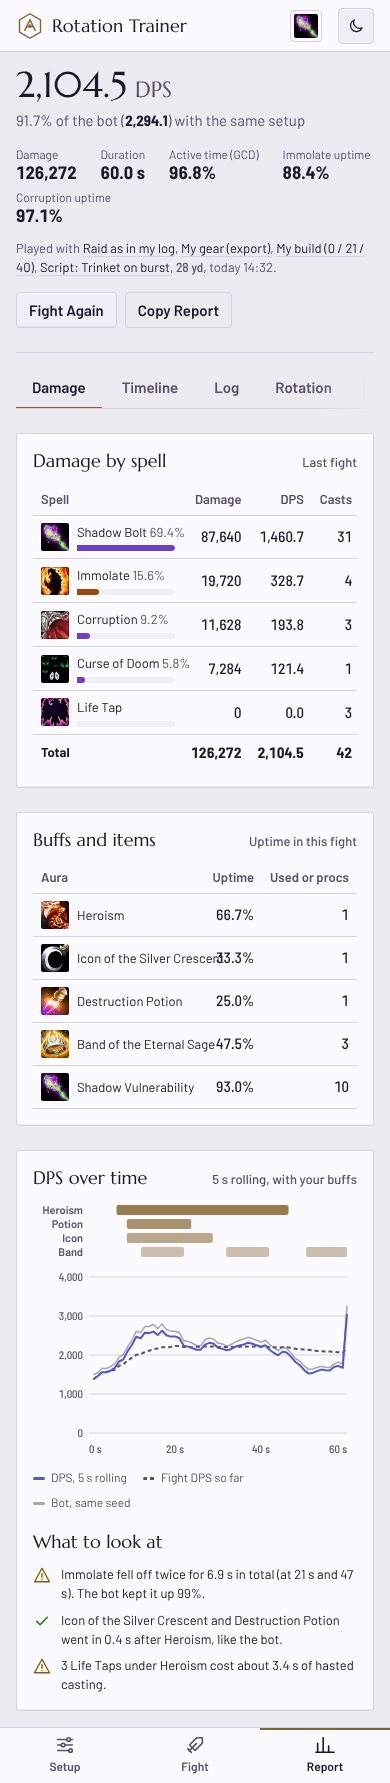 Rotation Trainer
2,104.5 DPS
91.7% of the bot (2,294.1) with the same setup
Damage Duration Active time (GCD) Immolate uptime
126,272 60.0 s 96.8% 88.4%
Corruption uptime
97.1%
Played with Raid as in my log, My gear (export), My build (0 / 21 /
40), Script: Trinket on burst, 28 yd, today 14:32.
Fight Again Copy Report
Damage Timeline Log Rotation
Damage by spell Last fight
Spell Damage DPS Casts
Shadow Bolt 69.4% 87,640 1,460.7 31
Immolate 15.6% 19,720 328.7 4
Corruption 9.2% 11,628 193.8 3
Curse of Doom 5.8% 7,284 121.4 1
Life Tap 0 0.0 3
Total 126,272 2,104.5 42
Buffs and items Uptime in this fight
Aura Uptime Used or procs
Heroism 66.7% 1
Icon of the Silver Crescent 33.3% 1
Destruction Potion 25.0% 1
Band of the Eternal Sage 47.5% 3
Shadow Vulnerability 93.0% 10
DPS over time 5 s rolling, with your buffs
Heroism
Potion
Icon
Band
4,000
3,000
2,000
1,000
0
0 s 20 s 40 s 60 s
DPS, 5 s rolling Fight DPS so far
Bot, same seed
What to look at
Immolate fell off twice for 6.9 s in total (at 21 s and 47
s). The bot kept it up 99%.
Icon of the Silver Crescent and Destruction Potion
went in 0.4 s after Heroism, like the bot.
3 Life Taps under Heroism cost about 3.4 s of hasted
casting.
Setup Fight Report